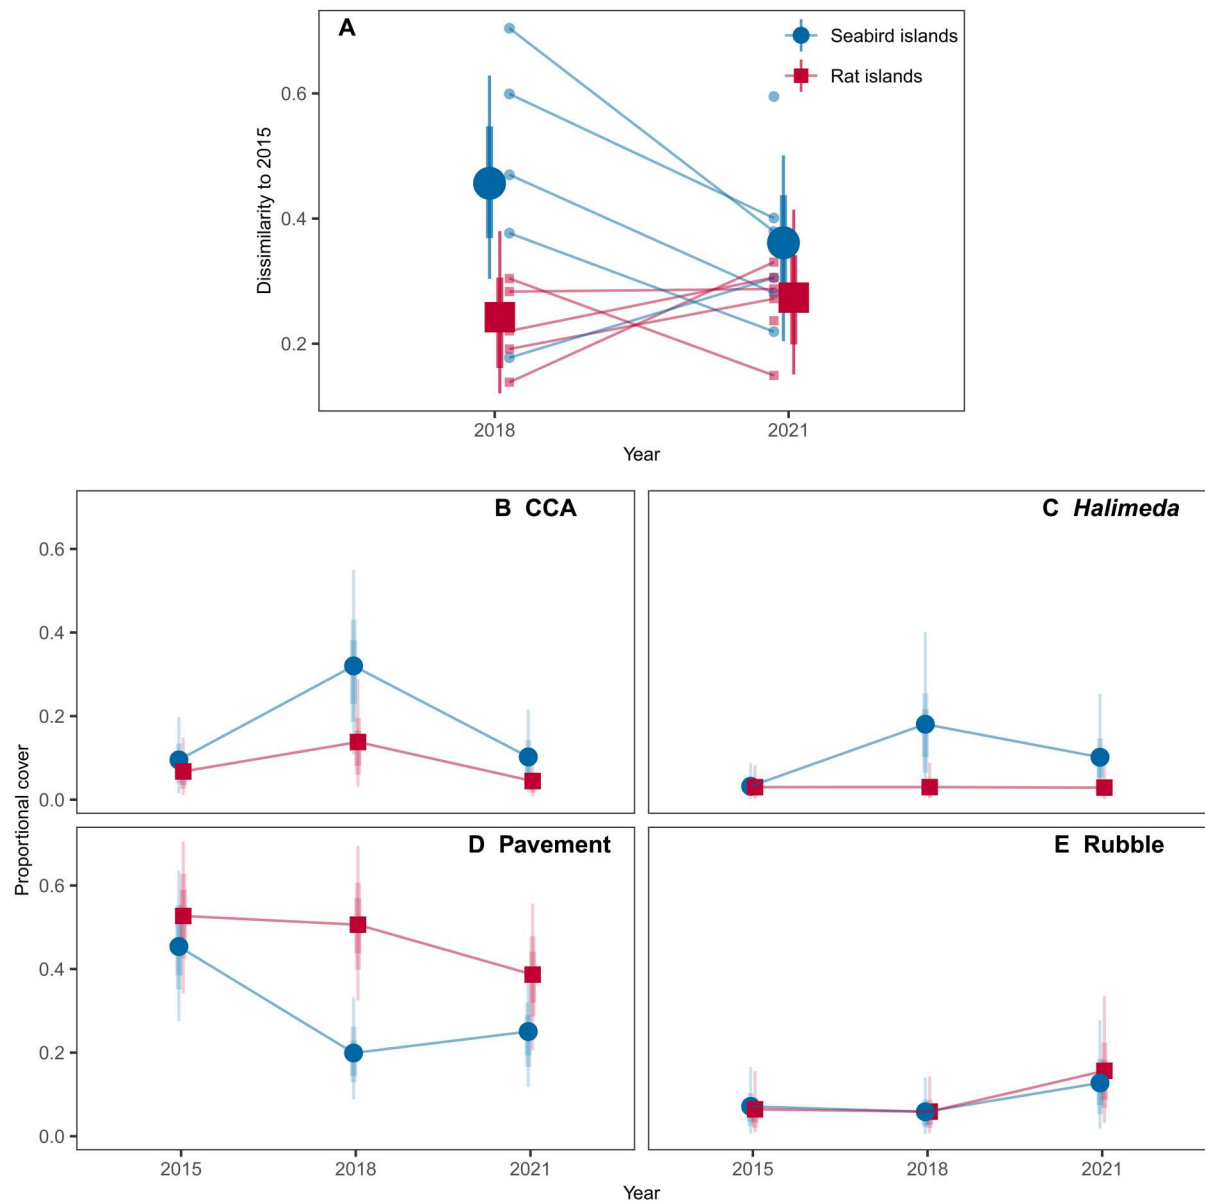 A
Seabird islands
Rat islands
0.6
0.4
0.2
Dissimilarity to 2015
2018
2021
Year
B CCA
C Halimeda
0.6
0.4
0.2
0.0
Proportional cover
D Pavement
E Rubble
0.6
0.4
0.2
0.0
2015
2018
2021
2015
2018
2021
Year